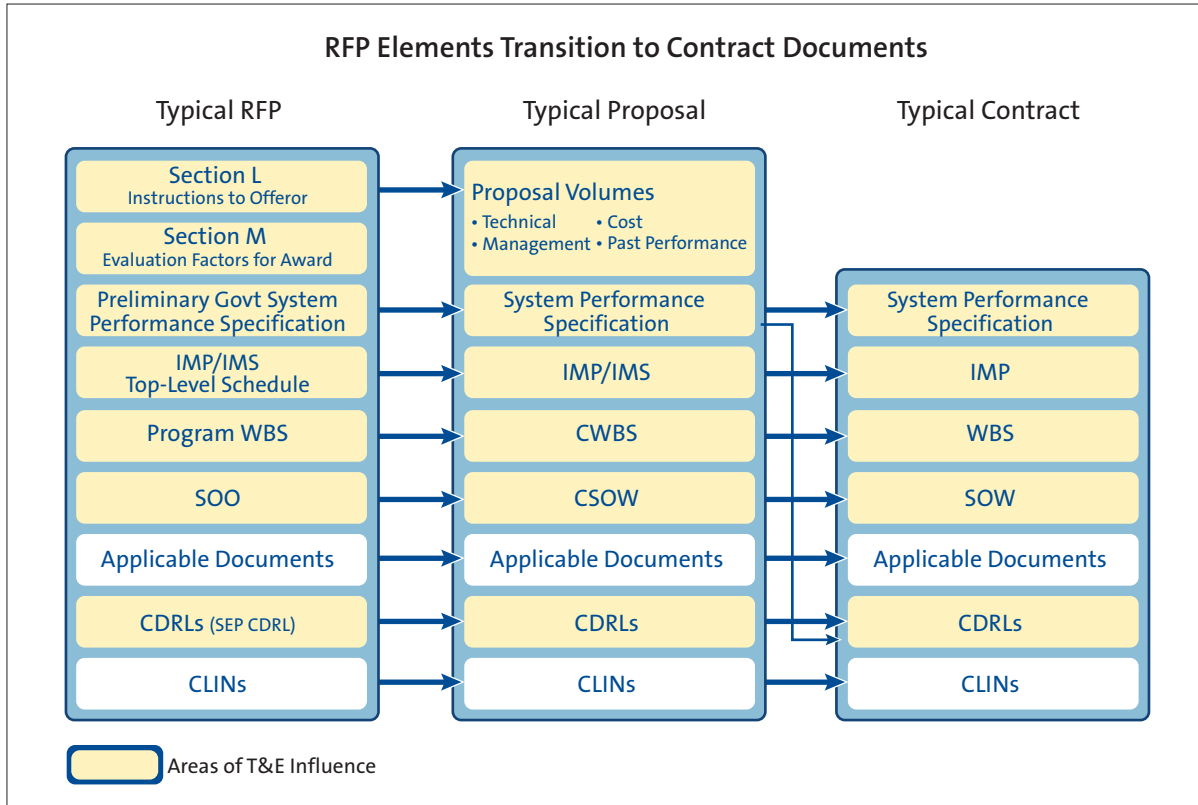 RFP Elements Transition to Contract Documents
Typical RFP
Section L
Instructions to Offeror
Section M
Evaluation Factors for Award
Preliminary Govt System
Performance Specification
IMP/IMS
Top-Level Schedule
Program WBS
SOO
Applicable Documents
CDRLs (SEP CDRL)
CLINs
Typical Proposal
Proposal Volumes
• Technical • Cost
• Management • Past Performance
System Performance
Specification
IMP/IMS
CWBS
CSOW
Applicable Documents
CDRLs
CLINs
Typical Contract
System Performance
Specification
IMP
WBS
SOW
Applicable Documents
CDRLs
CLINs
Areas of T&E Influence